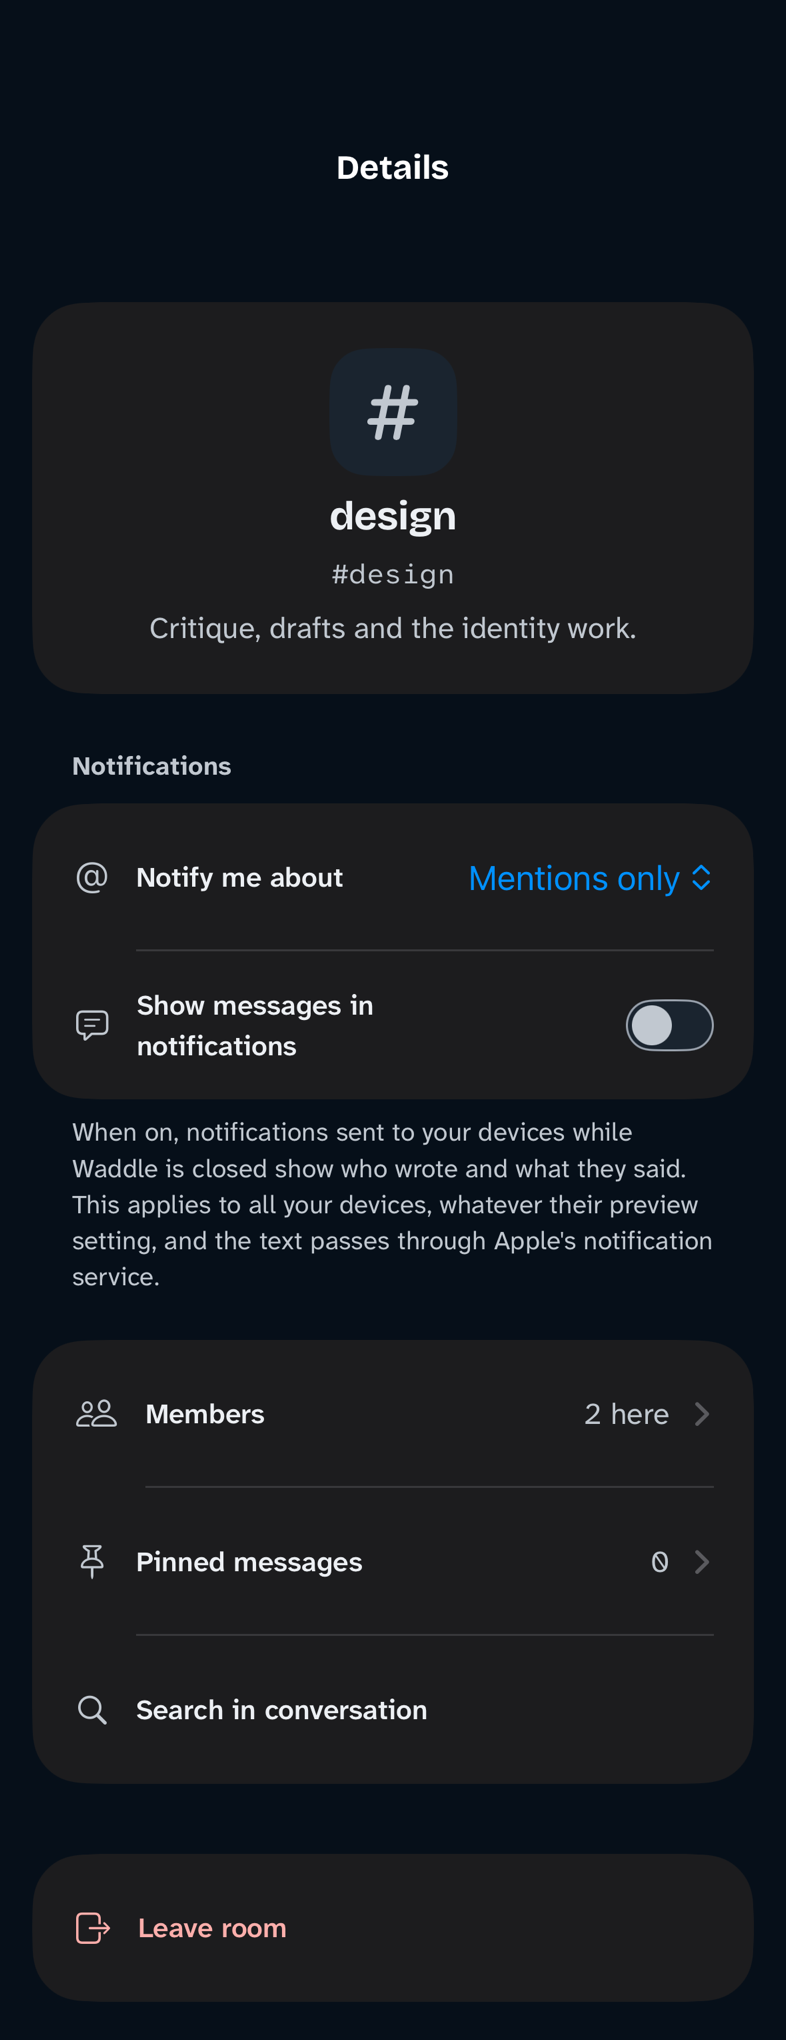 Details
#
design
#design
Critique, drafts and the identity work.
Notifications
@ Notify me about Mentions only
Show messages in
notifications
When on, notifications sent to your devices while
Waddle is closed show who wrote and what they said.
This applies to all your devices, whatever their preview
setting, and the text passes through Apple's notification
service.
Members 2 here
Pinned messages 0
Search in conversation
Leave room